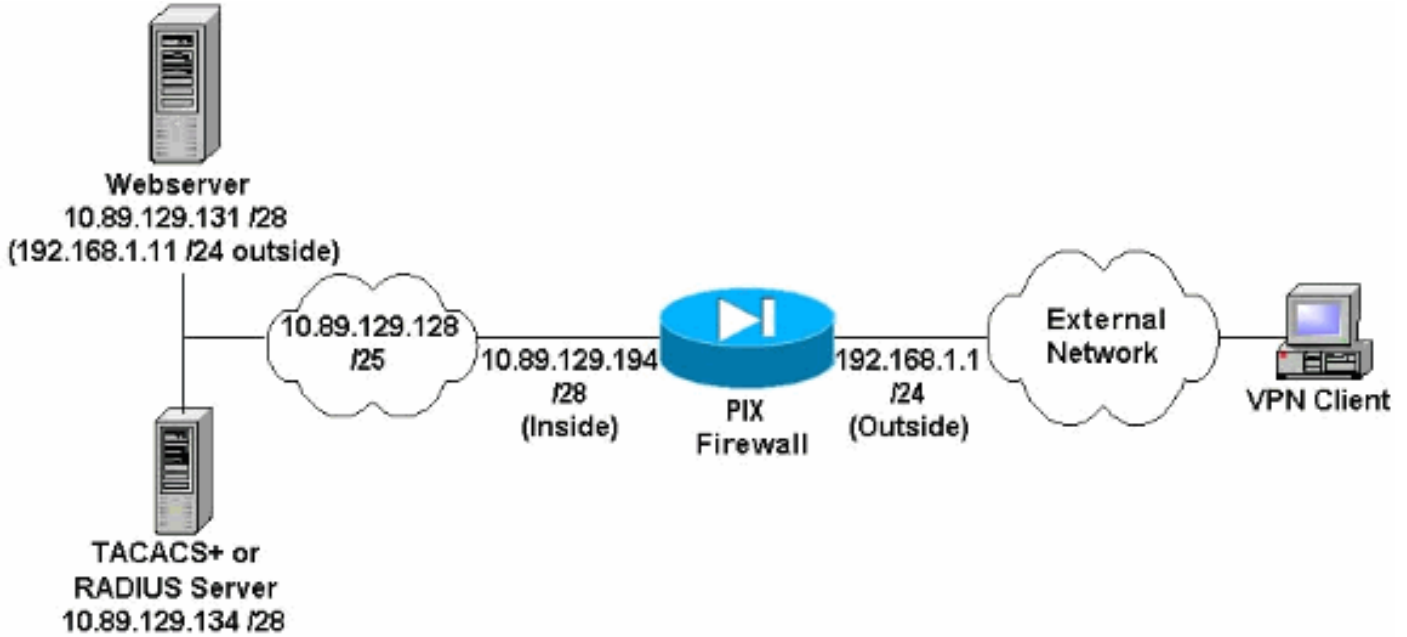 Webserver
10.89.129.131 /28
(192.168.1.11 /24 outside)
10.89.129.128
/25
10.89.129.194
/28
(Inside)
PIX
Firewall
192.168.1.1
/24
(Outside)
External
Network
VPN Client
TACACS+ or
RADIUS Server
10.89.129.134 /28